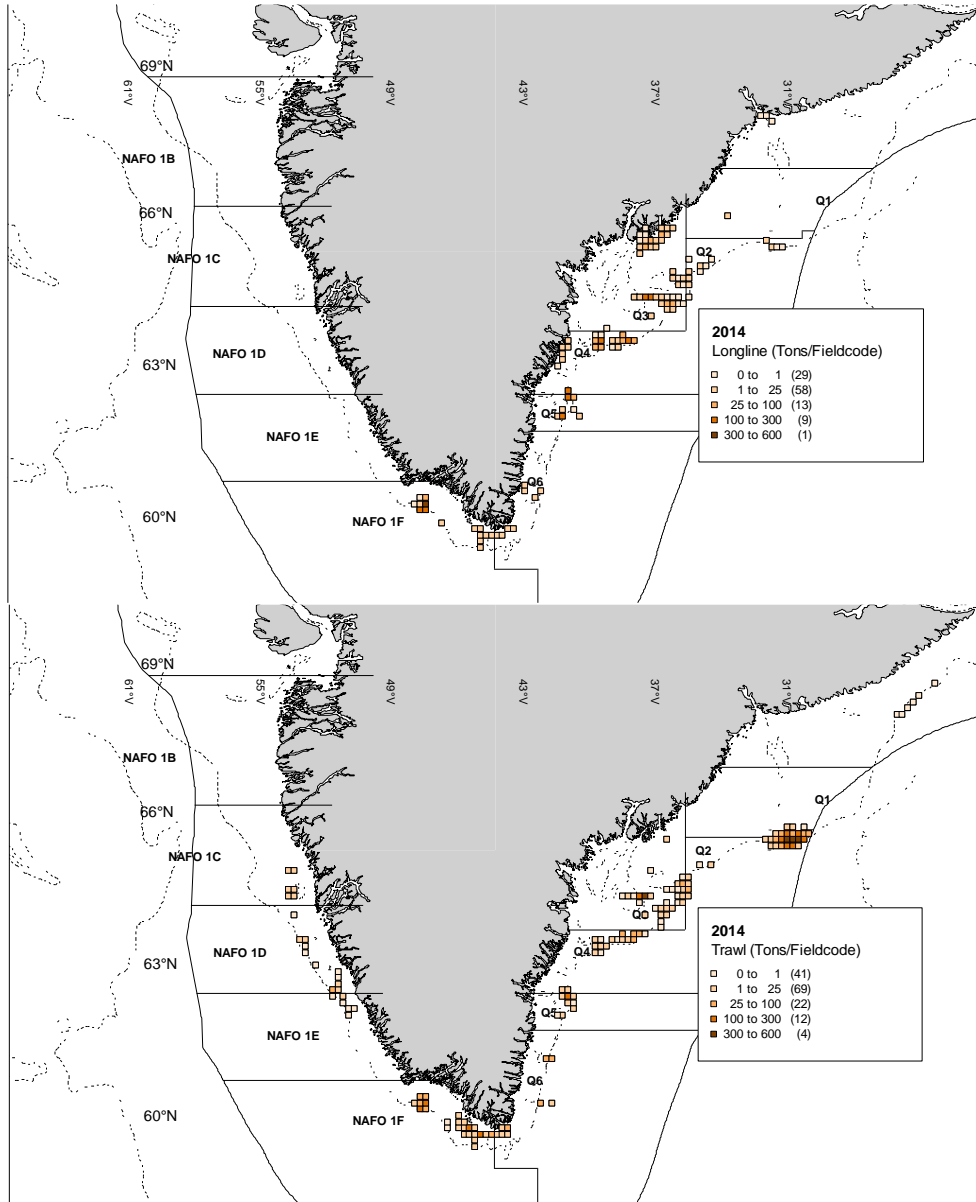 69°N
61°V
55°V
49°V
43°V
37°V
31°V
NAFO 1B
66°N
Q1
NAFO 1C
Q2
Q3
2014
Longline (Tons/Fieldcode)
0 to 1 (29)
1 to 25 (58)
25 to 100 (13)
100 to 300 (9)
300 to 600 (1)
NAFO 1D
63°N
Q4
Q5
NAFO 1E
Q6
NAFO 1F
60°N
69°N
61°V
55°V
49°V
43°V
37°V
31°V
NAFO 1B
66°N
Q1
NAFO 1C
Q2
2014
Trawl (Tons/Fieldcode)
0 to 1 (41)
1 to 25 (69)
25 to 100 (22)
100 to 300 (12)
300 to 600 (4)
NAFO 1D
63°N
Q4
NAFO 1E
Q6
NAFO 1F
60°N